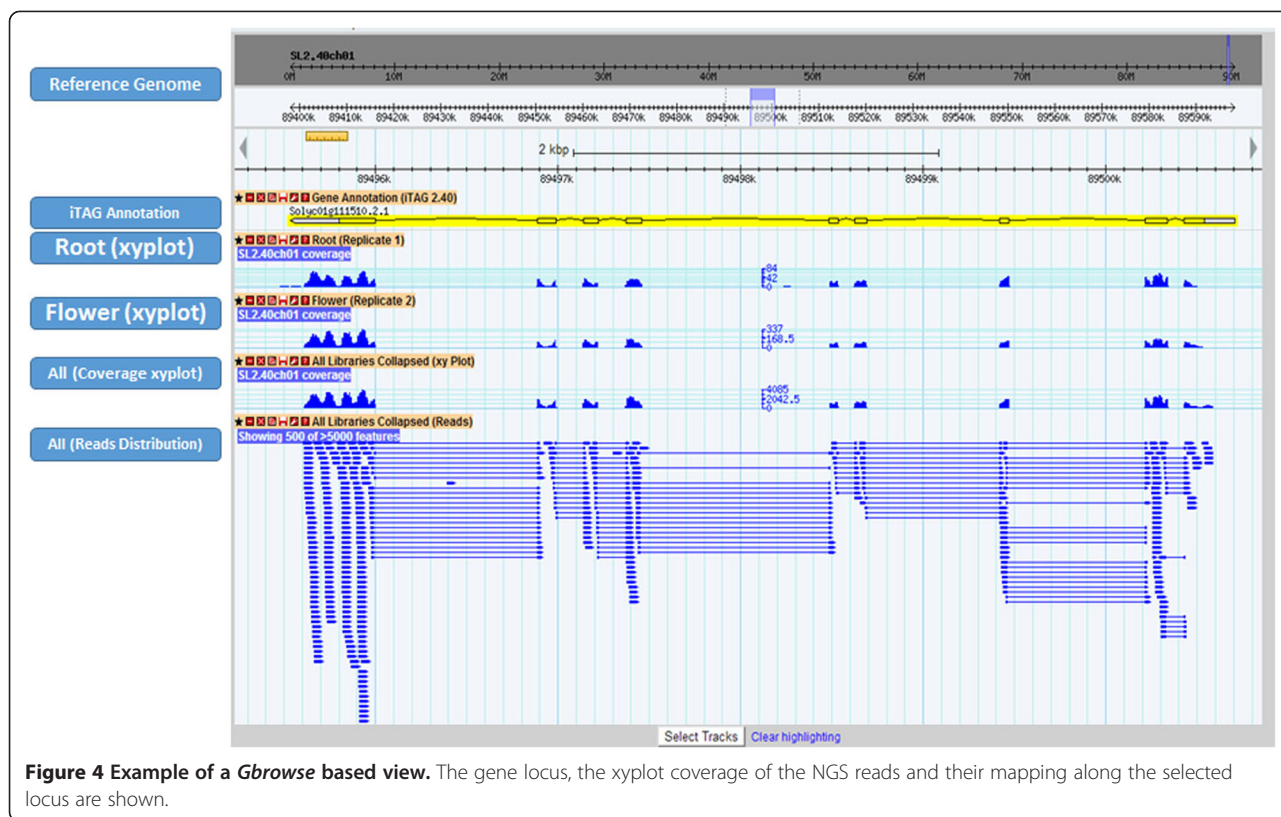 SL2.40ch01
0M 10M 20M 30M 40M 50M 60M 70M 80M 90M
Reference Genome
89400k 89410k 89420k 89430k 89440k 89450k 89460k 89470k 89480k 89490k 89500k 89510k 89520k 89530k 89540k 89550k 89560k 89570k 89580k 89590k
2 kbp
89496k 89497k 89498k 89499k 89500k
Gene Annotation (iTAG 2.40)
iTAG Annotation
Solyc01g111510.2.1
Root (xyplot)
Root (Replicate 1)
SL2.40ch01 coverage
84
42
0
Flower (xyplot)
Flower (Replicate 2)
SL2.40ch01 coverage
337
168.5
0
All (Coverage xyplot)
All Libraries Collapsed (xy Plot)
SL2.40ch01 coverage
4085
2042.5
0
All (Reads Distribution)
All Libraries Collapsed (Reads)
Showing 500 of >5000 features
Select Tracks Clear highlighting
Figure 4 Example of a Gbrowse based view. The gene locus, the xyplot coverage of the NGS reads and their mapping along the selected
locus are shown.